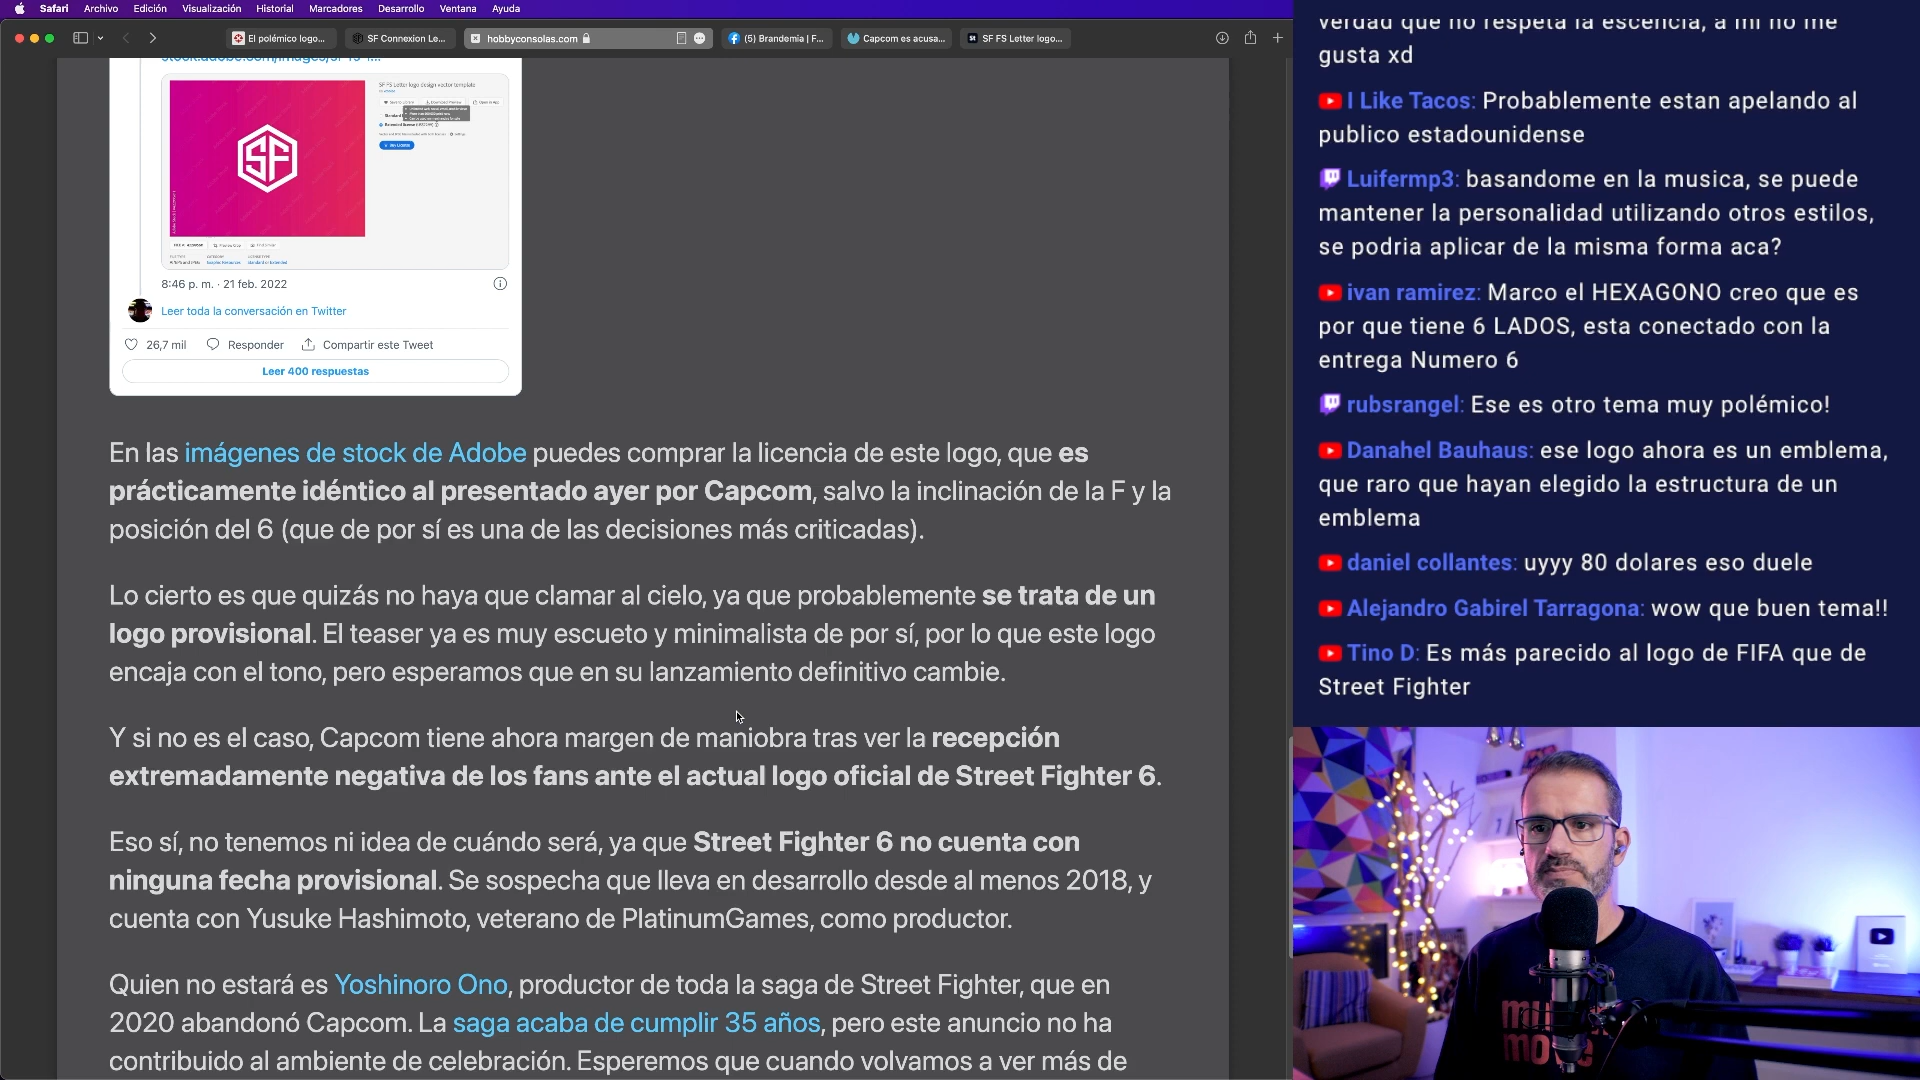 Safari Archivo Edición Visualización Historial Marcadores Desarrollo Ventana Ayuda
El polémico logo...
SF Connexion Le...
hobbyconsolas.com
(5) Brandemia | F...
Capcom es acusa...
SF FS Letter logo...
SF FS Letter logo design vector template
SF
8:46 p. m. · 21 feb. 2022
Leer toda la conversación en Twitter
26,7 mil Responder Compartir este Tweet
Leer 400 respuestas
En las imágenes de stock de Adobe puedes comprar la licencia de este logo, que es
prácticamente idéntico al presentado ayer por Capcom, salvo la inclinación de la F y la
posición del 6 (que de por sí es una de las decisiones más criticadas).
Lo cierto es que quizás no haya que clamar al cielo, ya que probablemente se trata de un
logo provisional. El teaser ya es muy escueto y minimalista de por sí, por lo que este logo
encaja con el tono, pero esperamos que en su lanzamiento definitivo cambie.
Y si no es el caso, Capcom tiene ahora margen de maniobra tras ver la recepción
extremadamente negativa de los fans ante el actual logo oficial de Street Fighter 6.
Eso sí, no tenemos ni idea de cuándo será, ya que Street Fighter 6 no cuenta con
ninguna fecha provisional. Se sospecha que lleva en desarrollo desde al menos 2018, y
cuenta con Yusuke Hashimoto, veterano de PlatinumGames, como productor.
Quien no estará es Yoshinoro Ono, productor de toda la saga de Street Fighter, que en
2020 abandonó Capcom. La saga acaba de cumplir 35 años, pero este anuncio no ha
contribuido al ambiente de celebración. Esperemos que cuando volvamos a ver más de
verdad que no respeta la escencia, a mi no me
gusta xd
I Like Tacos: Probablemente estan apelando al
publico estadounidense
Luifermp3: basandome en la musica, se puede
mantener la personalidad utilizando otros estilos,
se podria aplicar de la misma forma aca?
ivan ramirez: Marco el HEXAGONO creo que es
por que tiene 6 LADOS, esta conectado con la
entrega Numero 6
rubsrangel: Ese es otro tema muy polémico!
Danahel Bauhaus: ese logo ahora es un emblema,
que raro que hayan elegido la estructura de un
emblema
daniel collantes: uyyy 80 dolares eso duele
Alejandro Gabirel Tarragona: wow que buen tema!!
Tino D: Es más parecido al logo de FIFA que de
Street Fighter